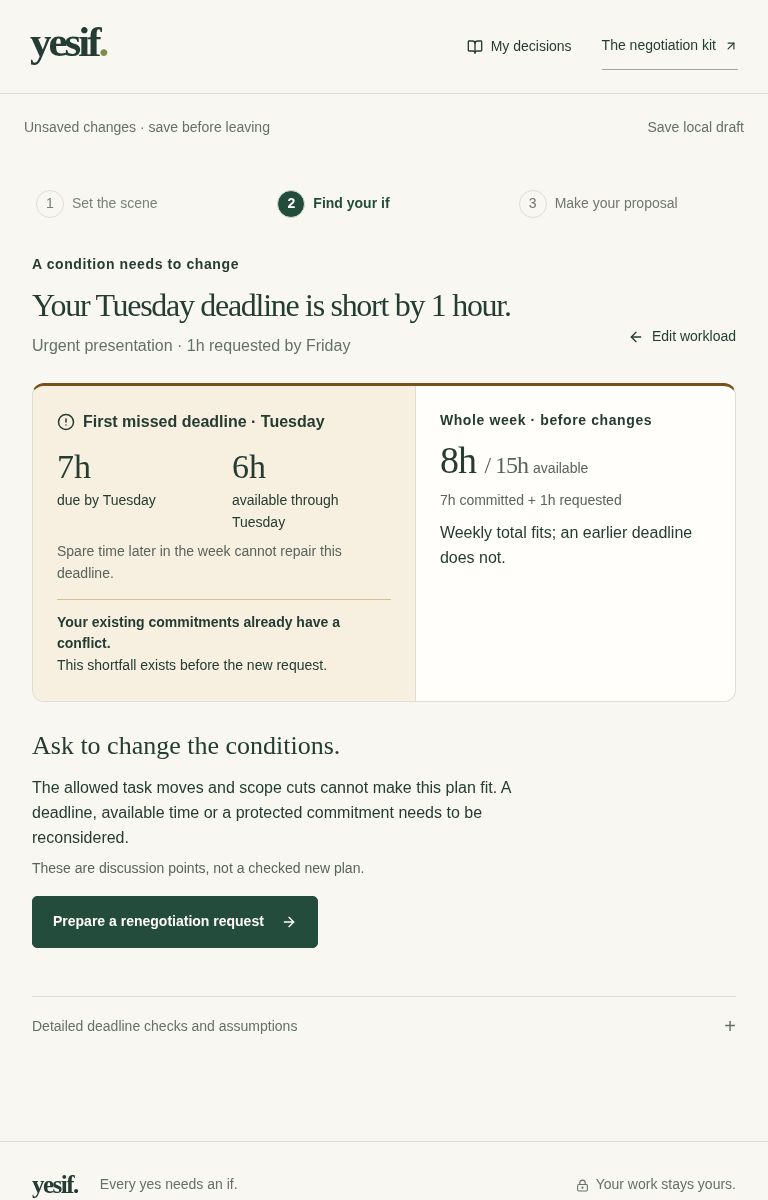 yesif.
My decisions
The negotiation kit
Unsaved changes · save before leaving
Save local draft
1 Set the scene
2 Find your if
3 Make your proposal
A condition needs to change
Your Tuesday deadline is short by 1 hour.
Urgent presentation · 1h requested by Friday
Edit workload
First missed deadline · Tuesday
7h
due by Tuesday
6h
available through
Tuesday
Spare time later in the week cannot repair this
deadline.
Your existing commitments already have a
conflict.
This shortfall exists before the new request.
Whole week · before changes
8h / 15h available
7h committed + 1h requested
Weekly total fits; an earlier deadline
does not.
Ask to change the conditions.
The allowed task moves and scope cuts cannot make this plan fit. A
deadline, available time or a protected commitment needs to be
reconsidered.
These are discussion points, not a checked new plan.
Prepare a renegotiation request
Detailed deadline checks and assumptions
+
yesif.
Every yes needs an if.
Your work stays yours.